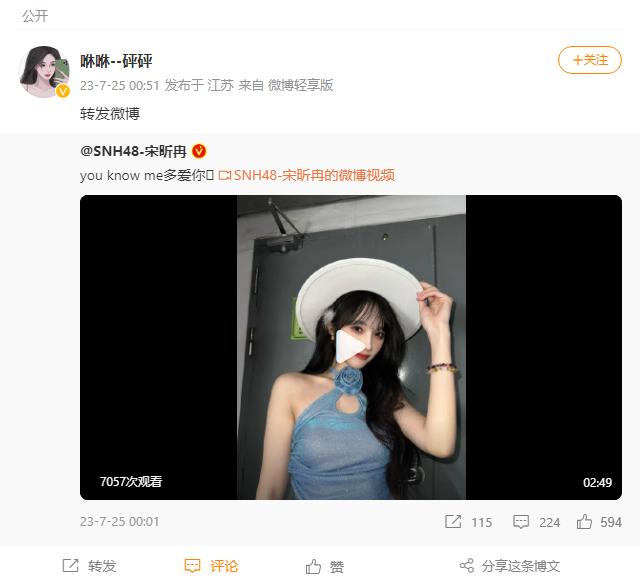 公开
咻咻--砰砰
+关注
23-7-25 00:51 发布于 江苏 来自 微博轻享版
转发微博
@SNH48-宋昕冉
you know me多爱你 SNH48-宋昕冉的微博视频
7057次观看
02:49
23-7-25 00:01
115
224
594
转发
评论
赞
分享这条博文